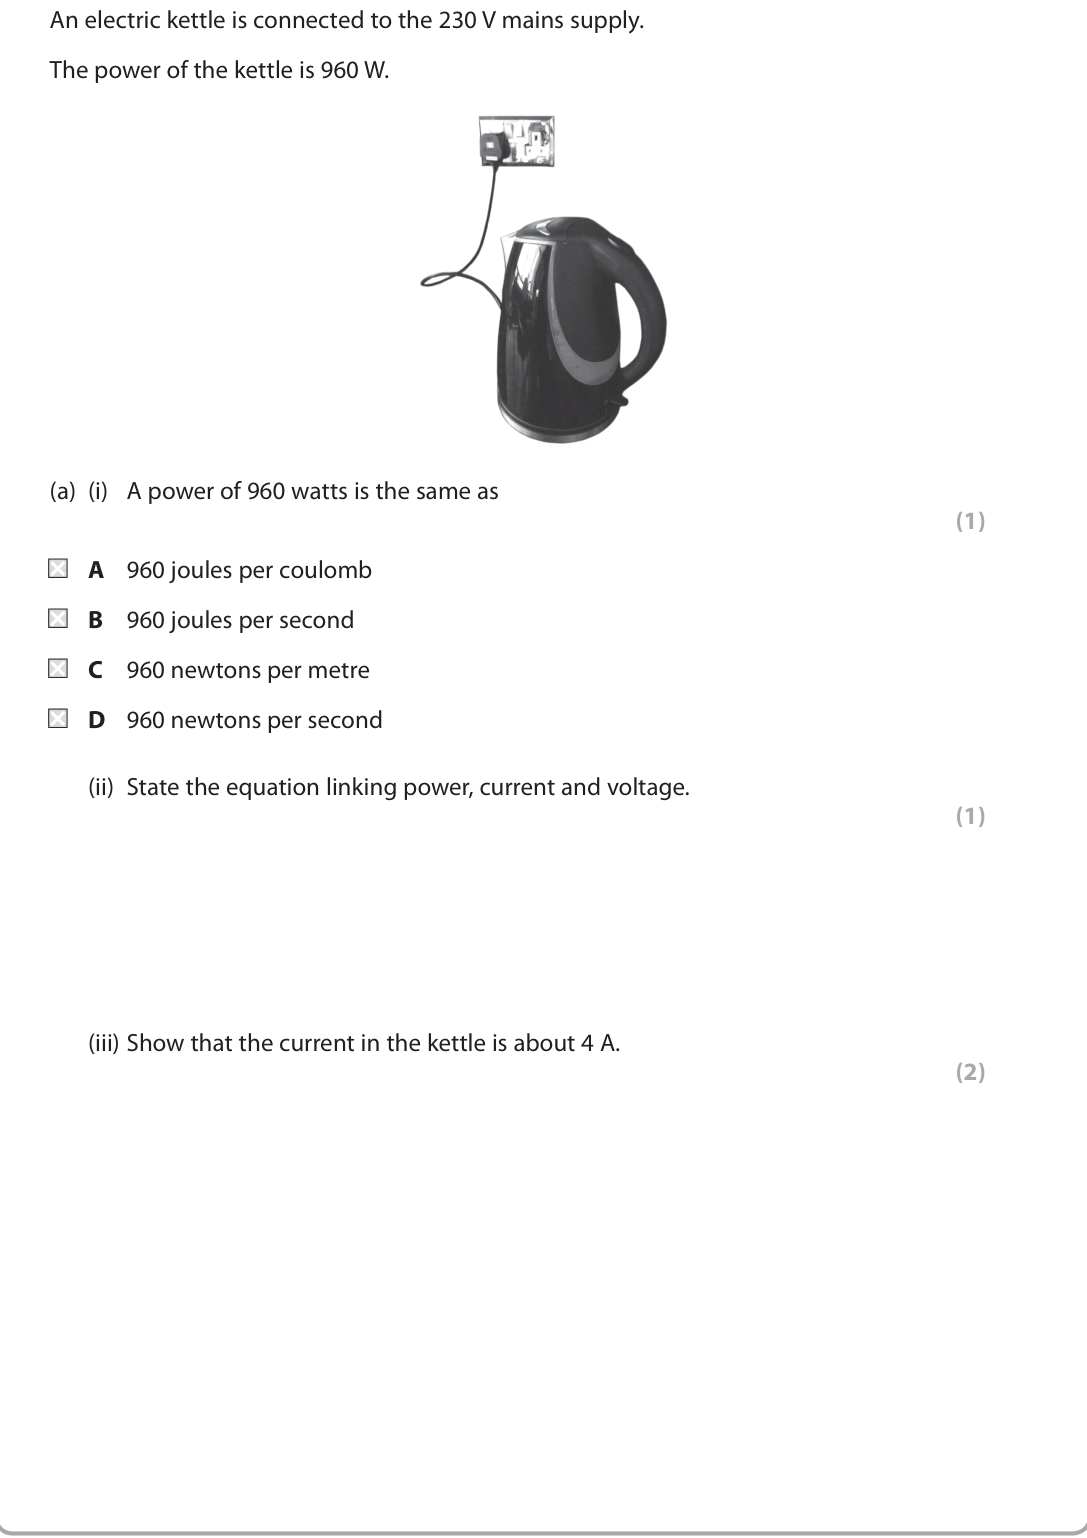 An electric kettle is connected to the 230 V mains supply.
The power of the kettle is 960 W.
(a) (i) A power of 960 watts is the same as
(1)
A 960 joules per coulomb
B 960 joules per second
C 960 newtons per metre
D 960 newtons per second
(ii) State the equation linking power, current and voltage.
(1)
(iii) Show that the current in the kettle is about 4 A.
(2)